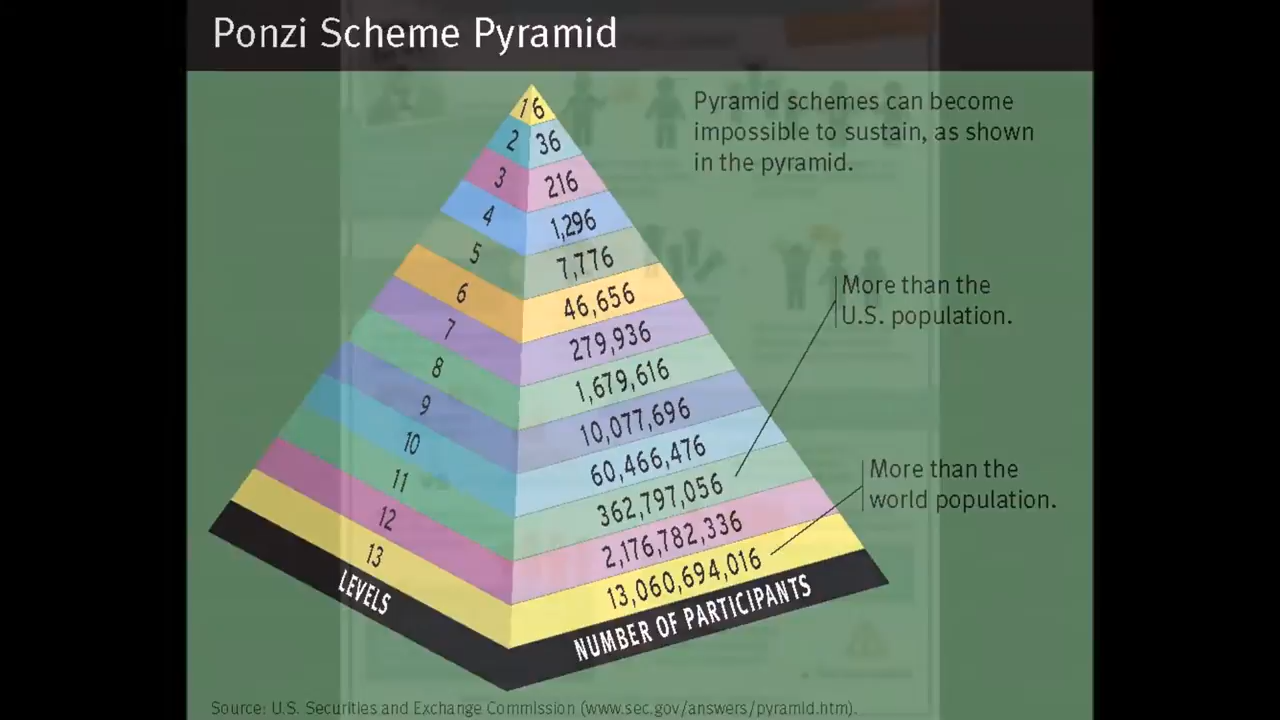 Ponzi Scheme Pyramid
Pyramid schemes can become
impossible to sustain, as shown
in the pyramid.
1 6
2 36
3 216
4 1,296
5 7,776
6 46,656
7 279,936
8 1,679,616
9 10,077,696
10 60,466,476
11 362,797,056
12 2,176,782,336
13 13,060,694,016
LEVELS
NUMBER OF PARTICIPANTS
More than the
U.S. population.
More than the
world population.
Source: U.S. Securities and Exchange Commission (www.sec.gov/answers/pyramid.htm).